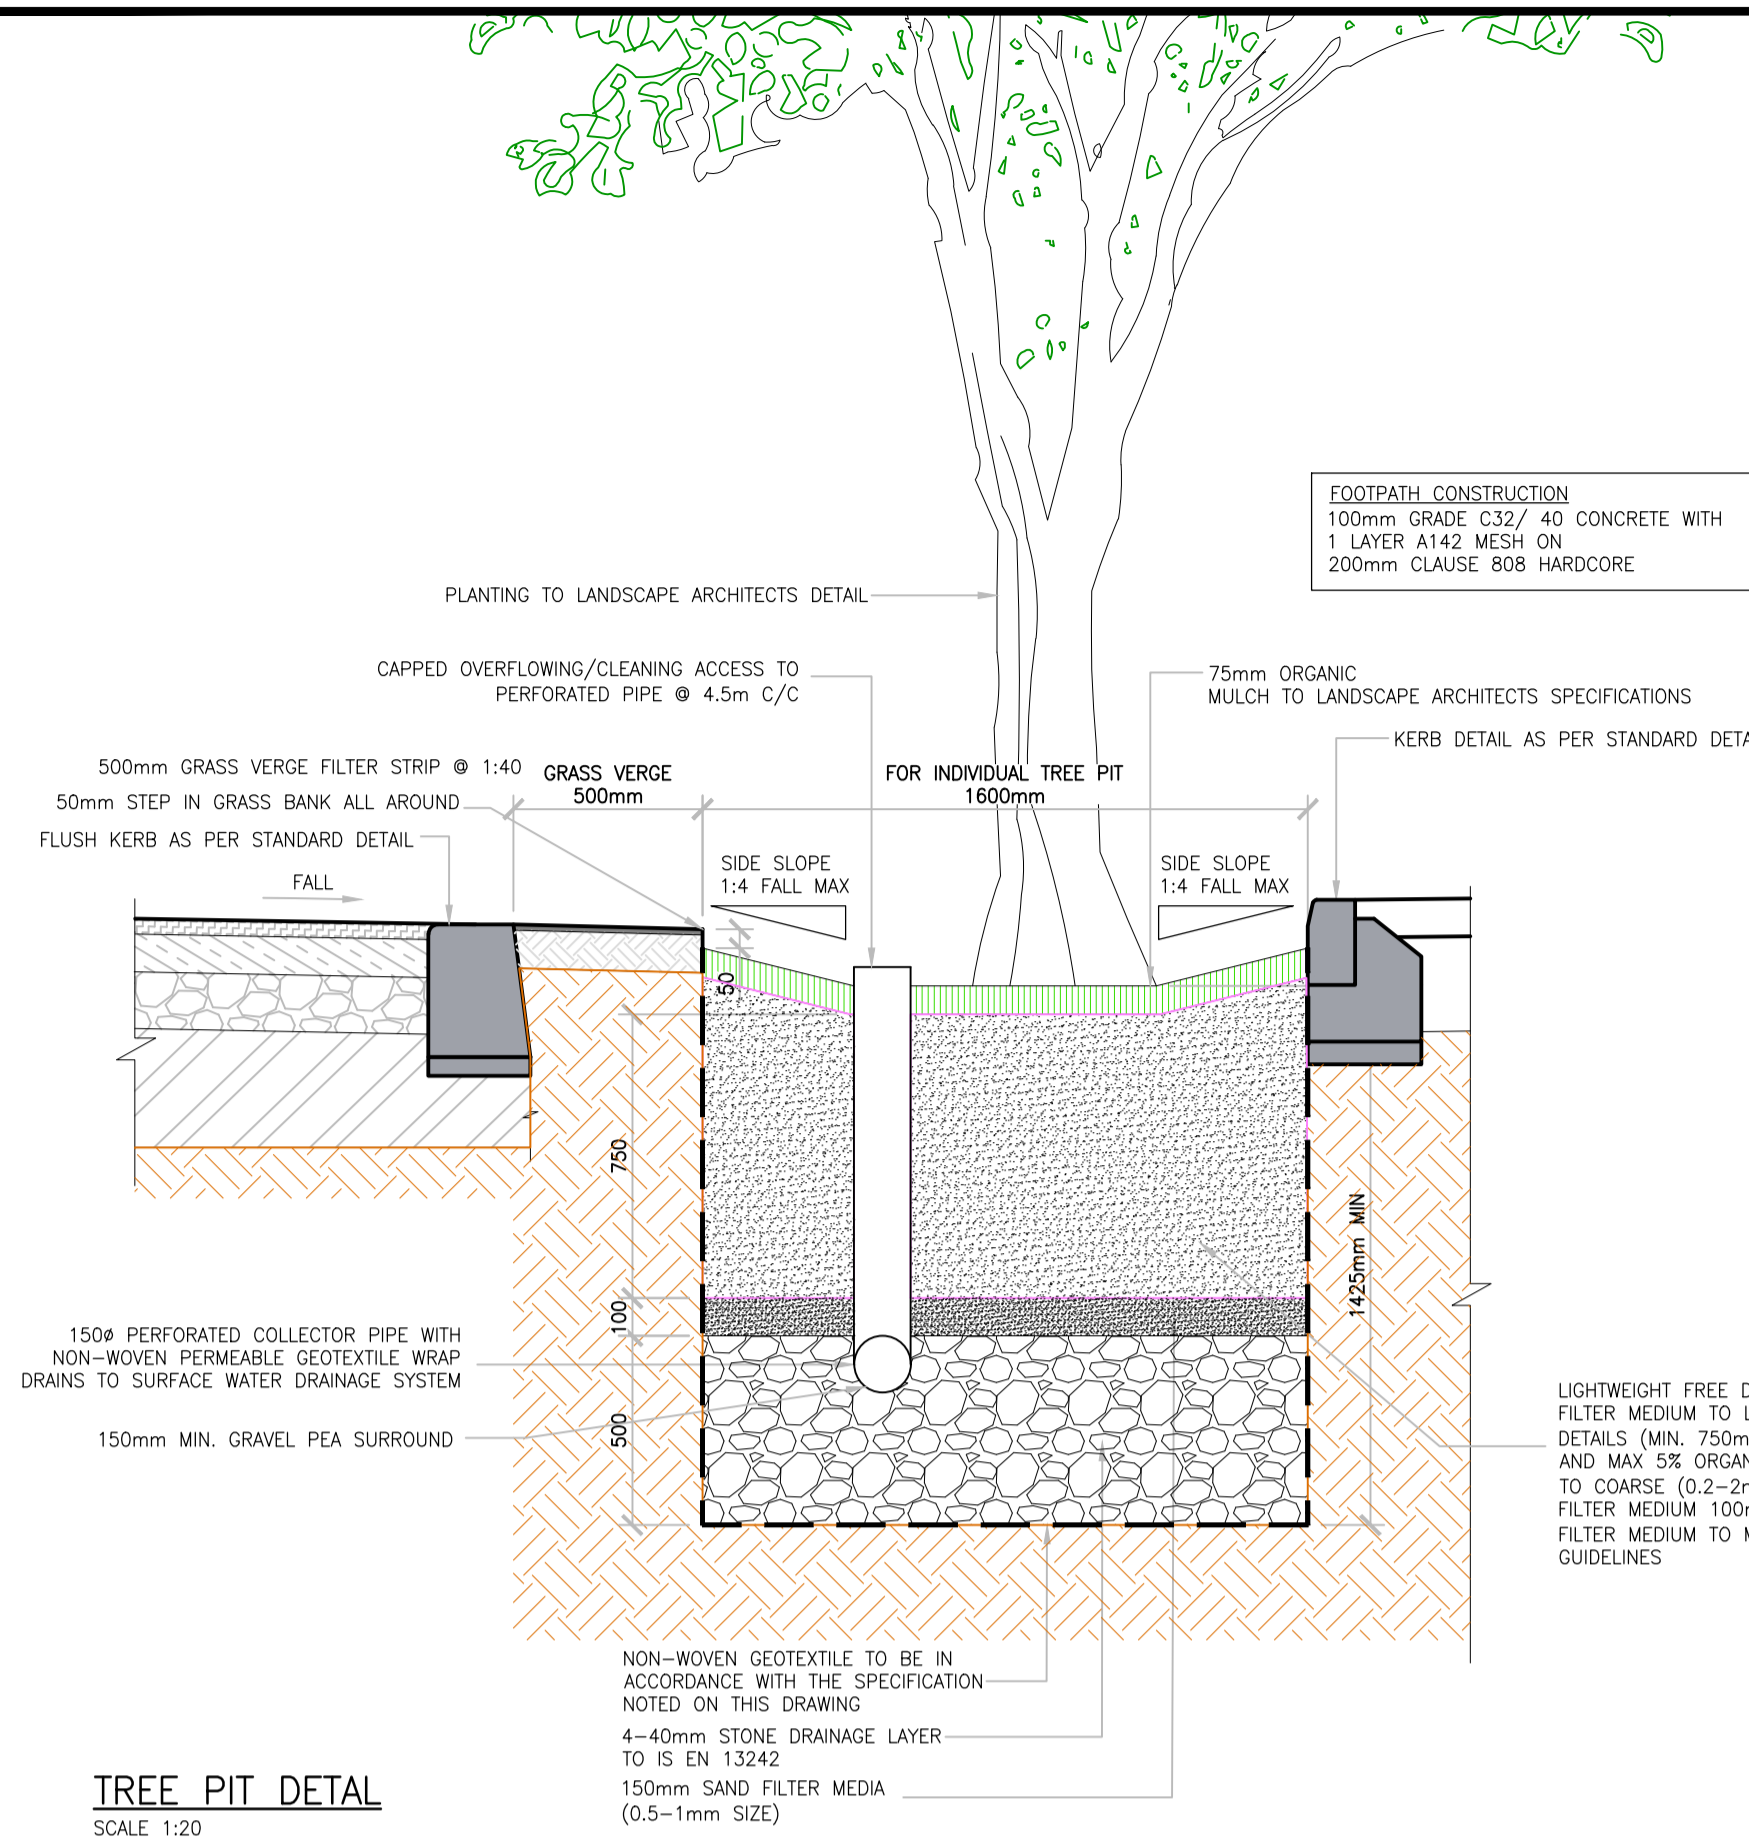 FOOTPATH CONSTRUCTION
100mm GRADE C32/ 40 CONCRETE WITH
1 LAYER A142 MESH ON
200mm CLAUSE 808 HARDCORE
PLANTING TO LANDSCAPE ARCHITECTS DETAIL
CAPPED OVERFLOWING/CLEANING ACCESS TO
PERFORATED PIPE @ 4.5m C/C
75mm ORGANIC
MULCH TO LANDSCAPE ARCHITECTS SPECIFICATIONS
KERB DETAIL AS PER STANDARD
500mm GRASS VERGE FILTER STRIP @ 1:40
50mm STEP IN GRASS BANK ALL AROUND
FLUSH KERB AS PER STANDARD DETAIL
GRASS VERGE
500mm
FOR INDIVIDUAL TREE PIT
1600mm
FALL
SIDE SLOPE
1:4 FALL MAX
SIDE SLOPE
1:4 FALL MAX
50
750
100
500
1425mm MIN
150ø PERFORATED COLLECTOR PIPE WITH
NON-WOVEN PERMEABLE GEOTEXTILE WRAP
DRAINS TO SURFACE WATER DRAINAGE SYSTEM
150mm MIN. GRAVEL PEA SURROUND
LIGHTWEIGHT FREE
FILTER MEDIUM TO
DETAILS (MIN.
AND MAX 5%
TO COARSE
FILTER MEDIUM
FILTER MEDIUM TO
GUIDELINES
NON-WOVEN GEOTEXTILE TO BE IN
ACCORDANCE WITH THE SPECIFICATION
NOTED ON THIS DRAWING
4-40mm STONE DRAINAGE LAYER
TO IS EN 13242
150mm SAND FILTER MEDIA
(0.5-1mm SIZE)
TREE PIT DETAL
SCALE 1:20